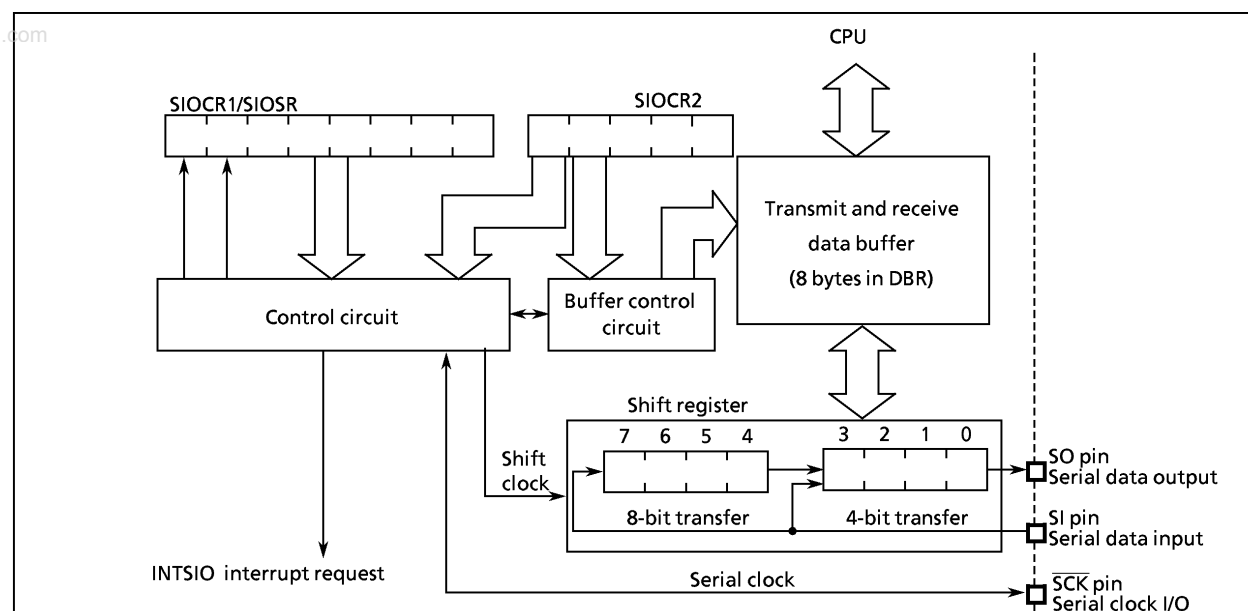 .com
CPU
SIOCR1/SIOSR
SIOCR2
Transmit and receive
data buffer
(8 bytes in DBR)
Control circuit
Buffer control
circuit
Shift register
7 6 5 4 3 2 1 0
Shift
clock
8-bit transfer
4-bit transfer
SO pin
Serial data output
SI pin
Serial data input
INTSIO interrupt request
Serial clock
S̅C̅K̅ pin
Serial clock I/O